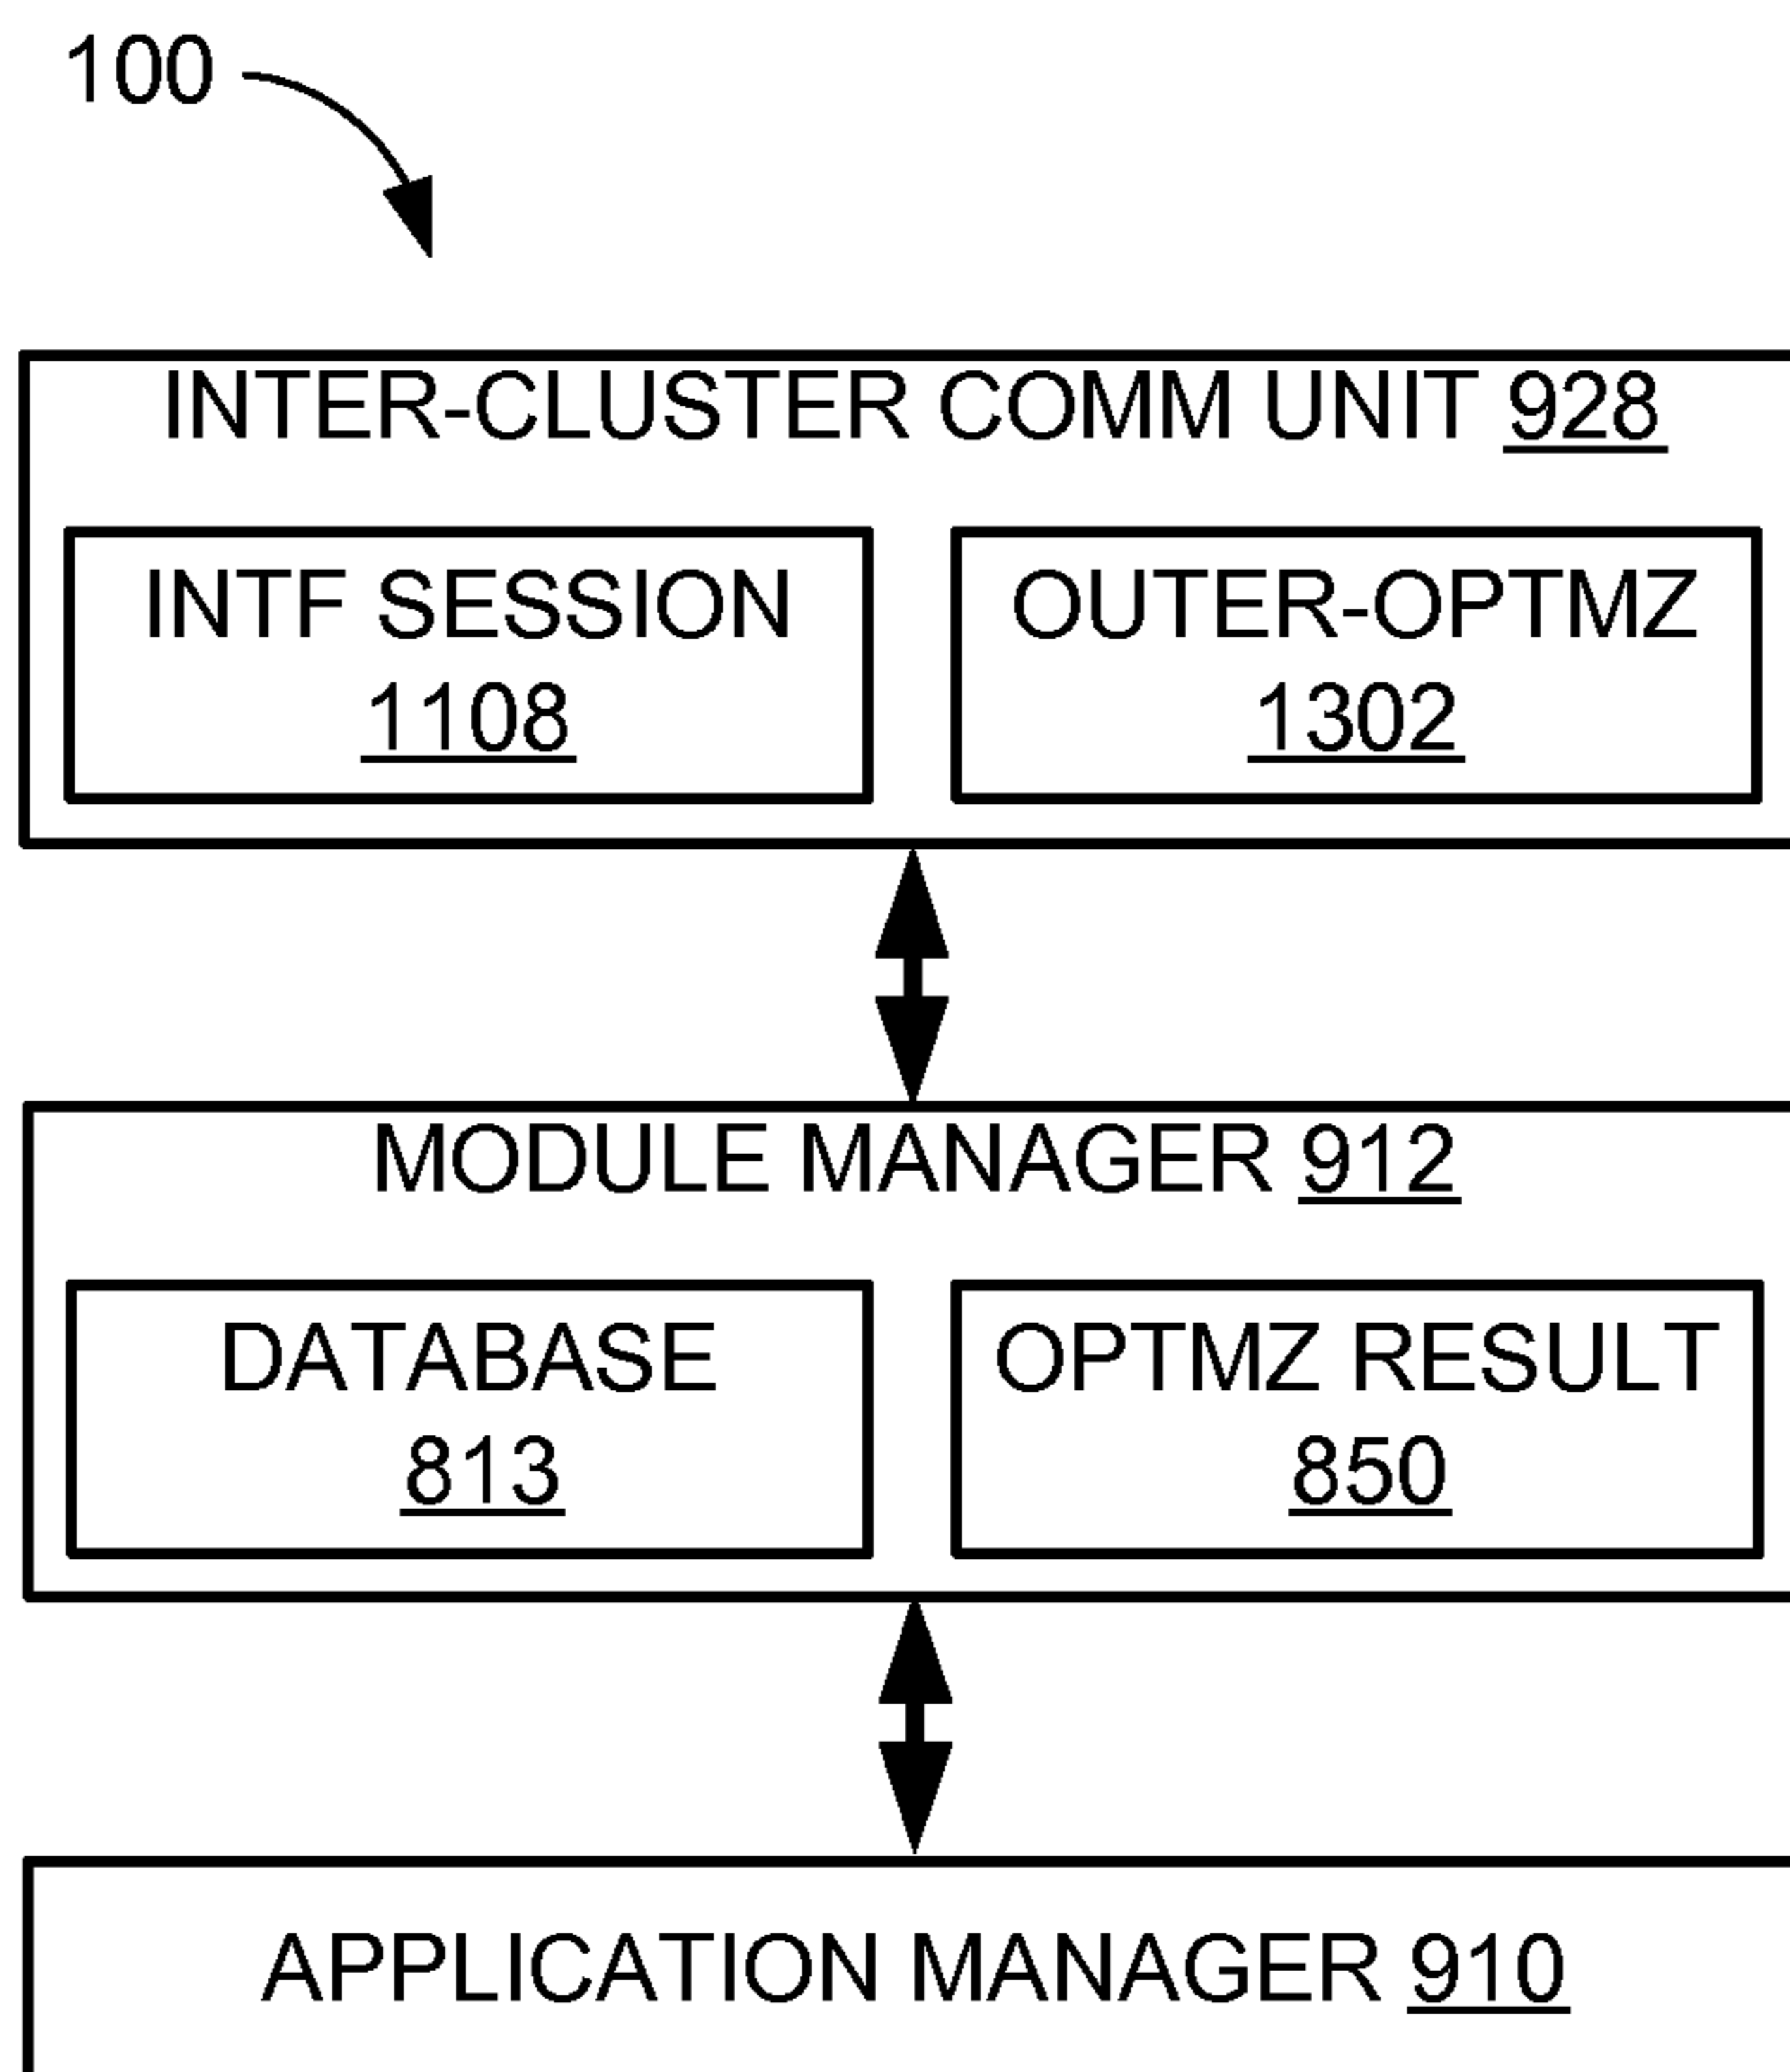 100
INTER-CLUSTER COMM UNIT 928
INTF SESSION
1108
OUTER-OPTMZ
1302
MODULE MANAGER 912
DATABASE
813
OPTMZ RESULT
850
APPLICATION MANAGER 910